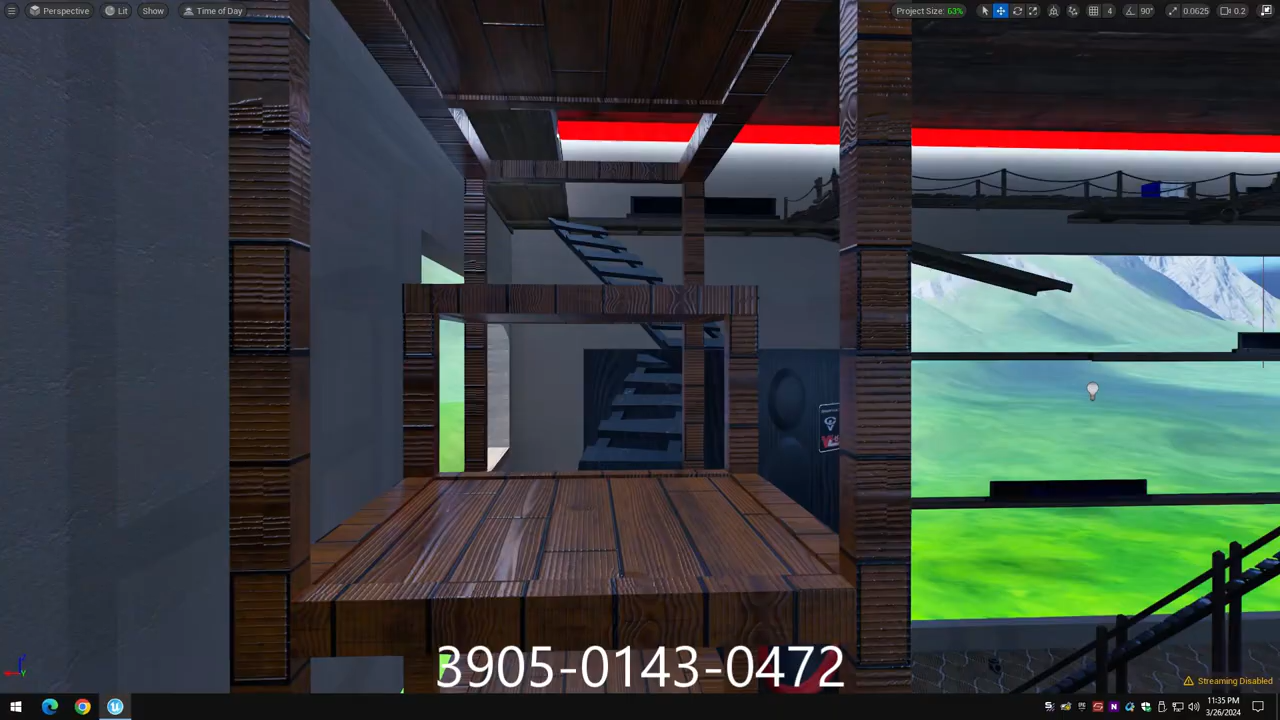 Perspective Lit Show Time of Day Project Size: 63% 4 90° 0.0625 0.2
3905-0143-0472
Streaming Disabled
11:35 PM
3/26/2024